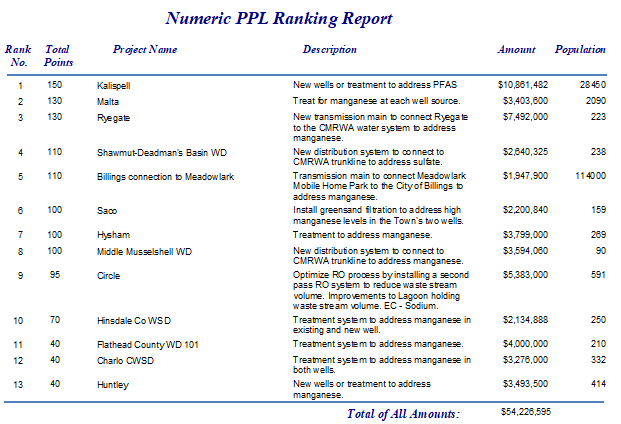 Numeric PPL Ranking Report
Rank Total Project Name Description Amount Population
No. Points
1 150 Kalispell New wells or treatment to address PFAS $10,861,482 28450
2 130 Malta Treat for manganese at each well source. $3,403,600 2090
3 130 Ryegate New transmission main to connect Ryegate $7,492,000 223
to the CMRWA water system to address
manganese.
4 110 Shawmut-Deadman's Basin WD New distribution system to connect to $2,640,325 238
CMRWA trunkline to address sulfate.
5 110 Billings connection to Meadowlark Transmission main to connect Meadowlark $1,947,900 114000
Mobile Home Park to the City of Billings to
address manganese.
6 100 Saco Install greensand filtration to address high $2,200,840 159
manganese levels in the Town's two wells.
7 100 Hysham Treatment to address manganese. $3,799,000 269
8 100 Middle Musselshell WD New distribution system to connect to $3,594,060 90
CMRWA trunkline to address manganese.
9 95 Circle Optimize RO process by installing a second $5,383,000 591
pass RO system to reduce waste stream
volume. Improvements to Lagoon holding
waste stream volume. EC - Sodium.
10 70 Hinsdale Co WSD Treatment system to address manganese in $2,134,888 250
existing and new well.
11 40 Flathead County WD 101 Treatment system to address manganese. $4,000,000 210
12 40 Charlo CWSD Treatment system to address manganese in $3,276,000 332
both wells.
13 40 Huntley New wells or treatment to address $3,493,500 414
manganese.
Total of All Amounts: $54,226,595